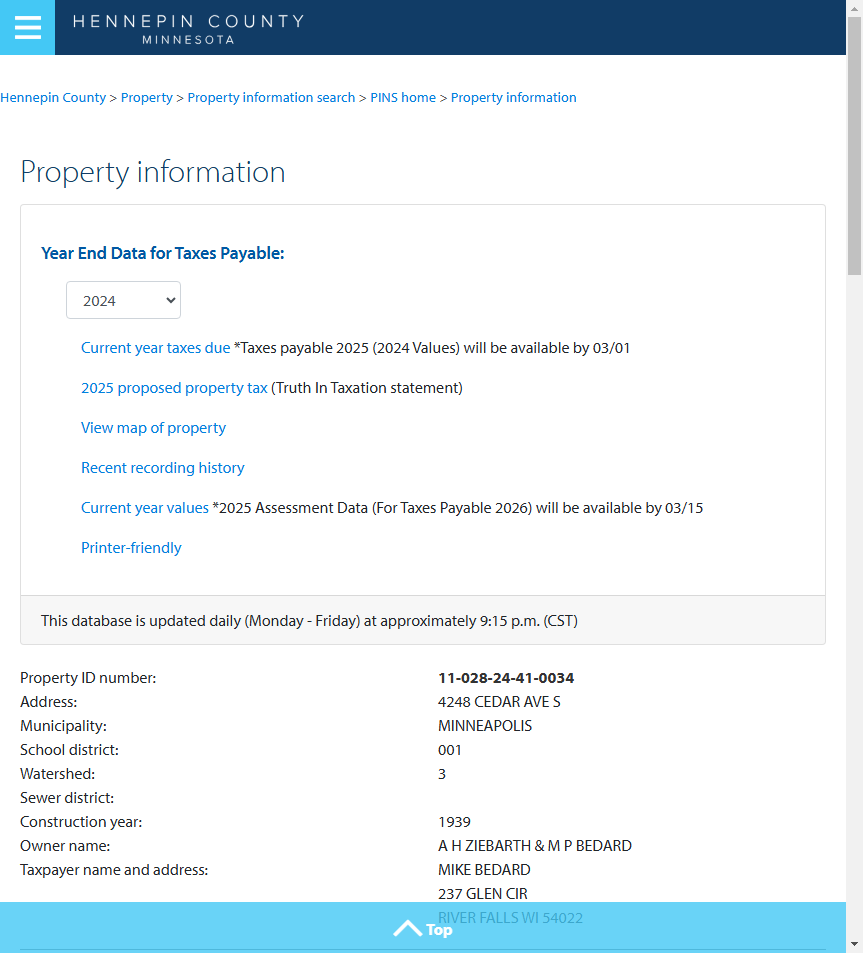 HENNEPIN COUNTY
MINNESOTA
Hennepin County > Property > Property information search > PINS home > Property information
Property information
Year End Data for Taxes Payable:
2024
Current year taxes due *Taxes payable 2025 (2024 Values) will be available by 03/01
2025 proposed property tax (Truth In Taxation statement)
View map of property
Recent recording history
Current year values *2025 Assessment Data (For Taxes Payable 2026) will be available by 03/15
Printer-friendly
This database is updated daily (Monday - Friday) at approximately 9:15 p.m. (CST)
Property ID number: 11-028-24-41-0034
Address: 4248 CEDAR AVE S
Municipality: MINNEAPOLIS
School district: 001
Watershed: 3
Sewer district:
Construction year: 1939
Owner name: A H ZIEBARTH & M P BEDARD
Taxpayer name and address: MIKE BEDARD
237 GLEN CIR
RIVER FALLS WI 54022
Top